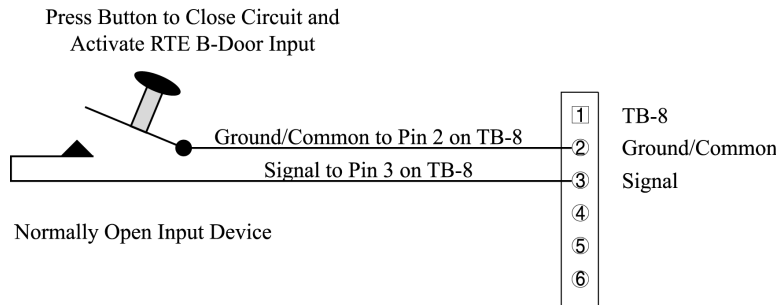 Press Button to Close Circuit and
Activate RTE B-Door Input
1 TB-8
Ground/Common to Pin 2 on TB-8 2 Ground/Common
Signal to Pin 3 on TB-8 3 Signal
4
Normally Open Input Device
5
6